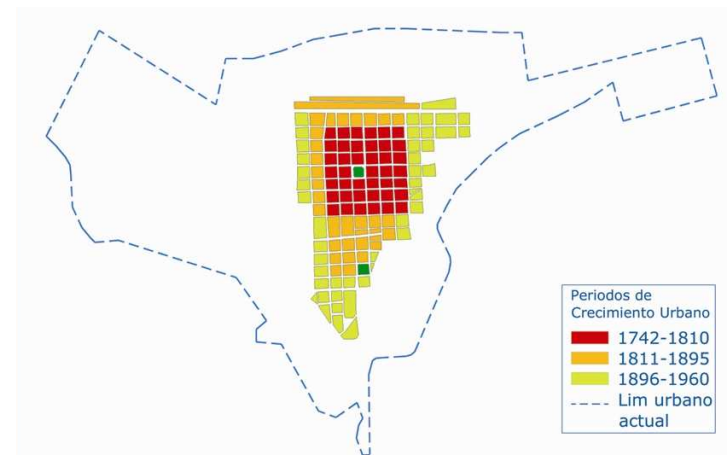 Periodos de
Crecimiento Urbano
1742-1810
1811-1895
1896-1960
Lim urbano
actual